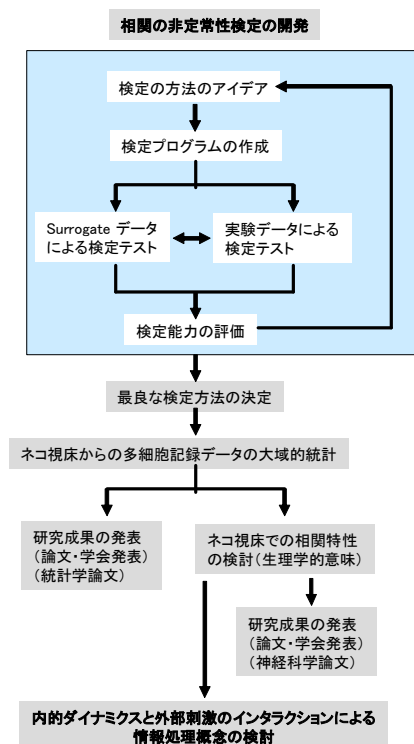 相関の非定常性検定の開発
検定の方法のアイデア
検定プログラムの作成
Surrogate データ
による検定テスト
実験データによる
検定テスト
検定能力の評価
最良な検定方法の決定
ネコ視床からの多細胞記録データの大域的統計
研究成果の発表
(論文・学会発表)
(統計学論文)
ネコ視床での相関特性
の検討(生理学的意味)
研究成果の発表
(論文・学会発表)
(神経科学論文)
内的ダイナミクスと外部刺激のインタラクションによる
情報処理概念の検討